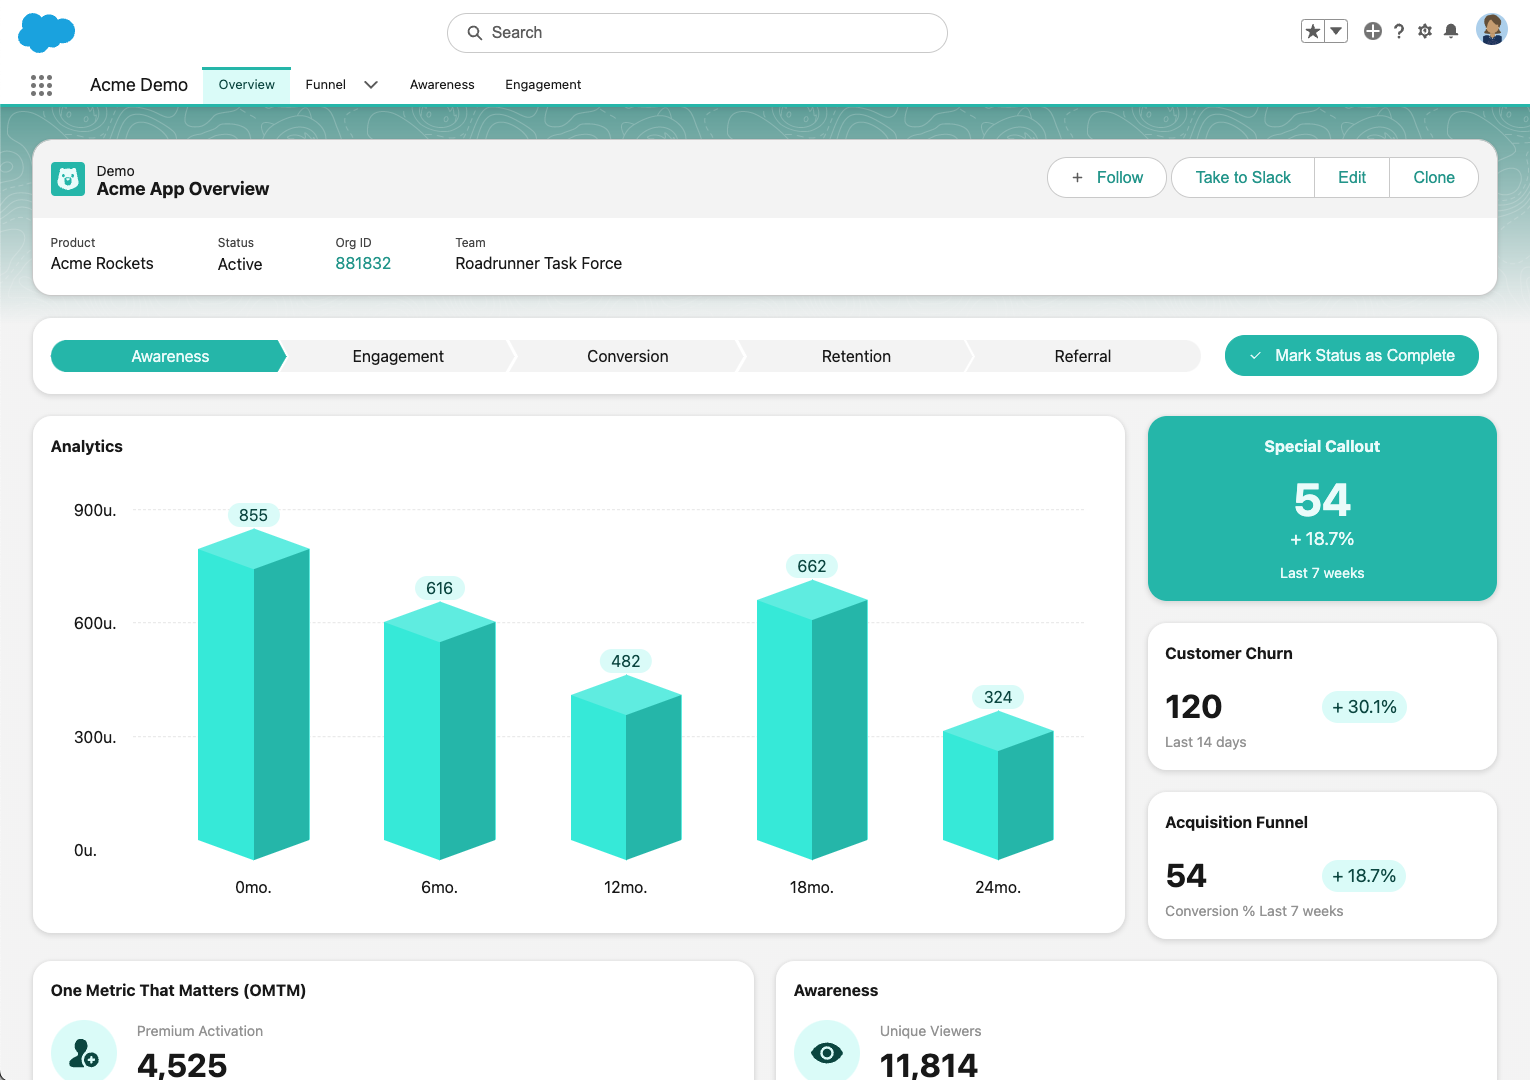 Search
Acme Demo
Overview
Funnel
Awareness
Engagement
Demo
Acme App Overview
+ Follow
Take to Slack
Edit
Clone
Product
Acme Rockets
Status
Active
Org ID
881832
Team
Roadrunner Task Force
Awareness
Engagement
Conversion
Retention
Referral
Mark Status as Complete
Analytics
900u.
600u.
300u.
0u.
855
616
482
662
324
0mo.
6mo.
12mo.
18mo.
24mo.
Special Callout
54
+ 18.7%
Last 7 weeks
Customer Churn
120
+ 30.1%
Last 14 days
Acquisition Funnel
54
+ 18.7%
Conversion % Last 7 weeks
One Metric That Matters (OMTM)
Premium Activation
4,525
Awareness
Unique Viewers
11,814